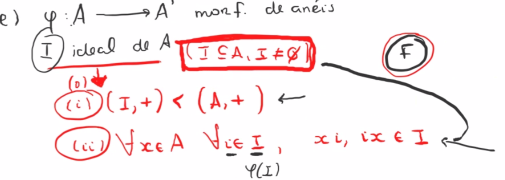 e) φ: A ⟶ A' morf. de anéis
I ideal de A (I ⊆ A, I ≠ ∅) F
(0)
(i) (I,+) < (A,+) ←
(ii) ∀x∈A ∀i∈I, xi, ix ∈ I
φ(I)